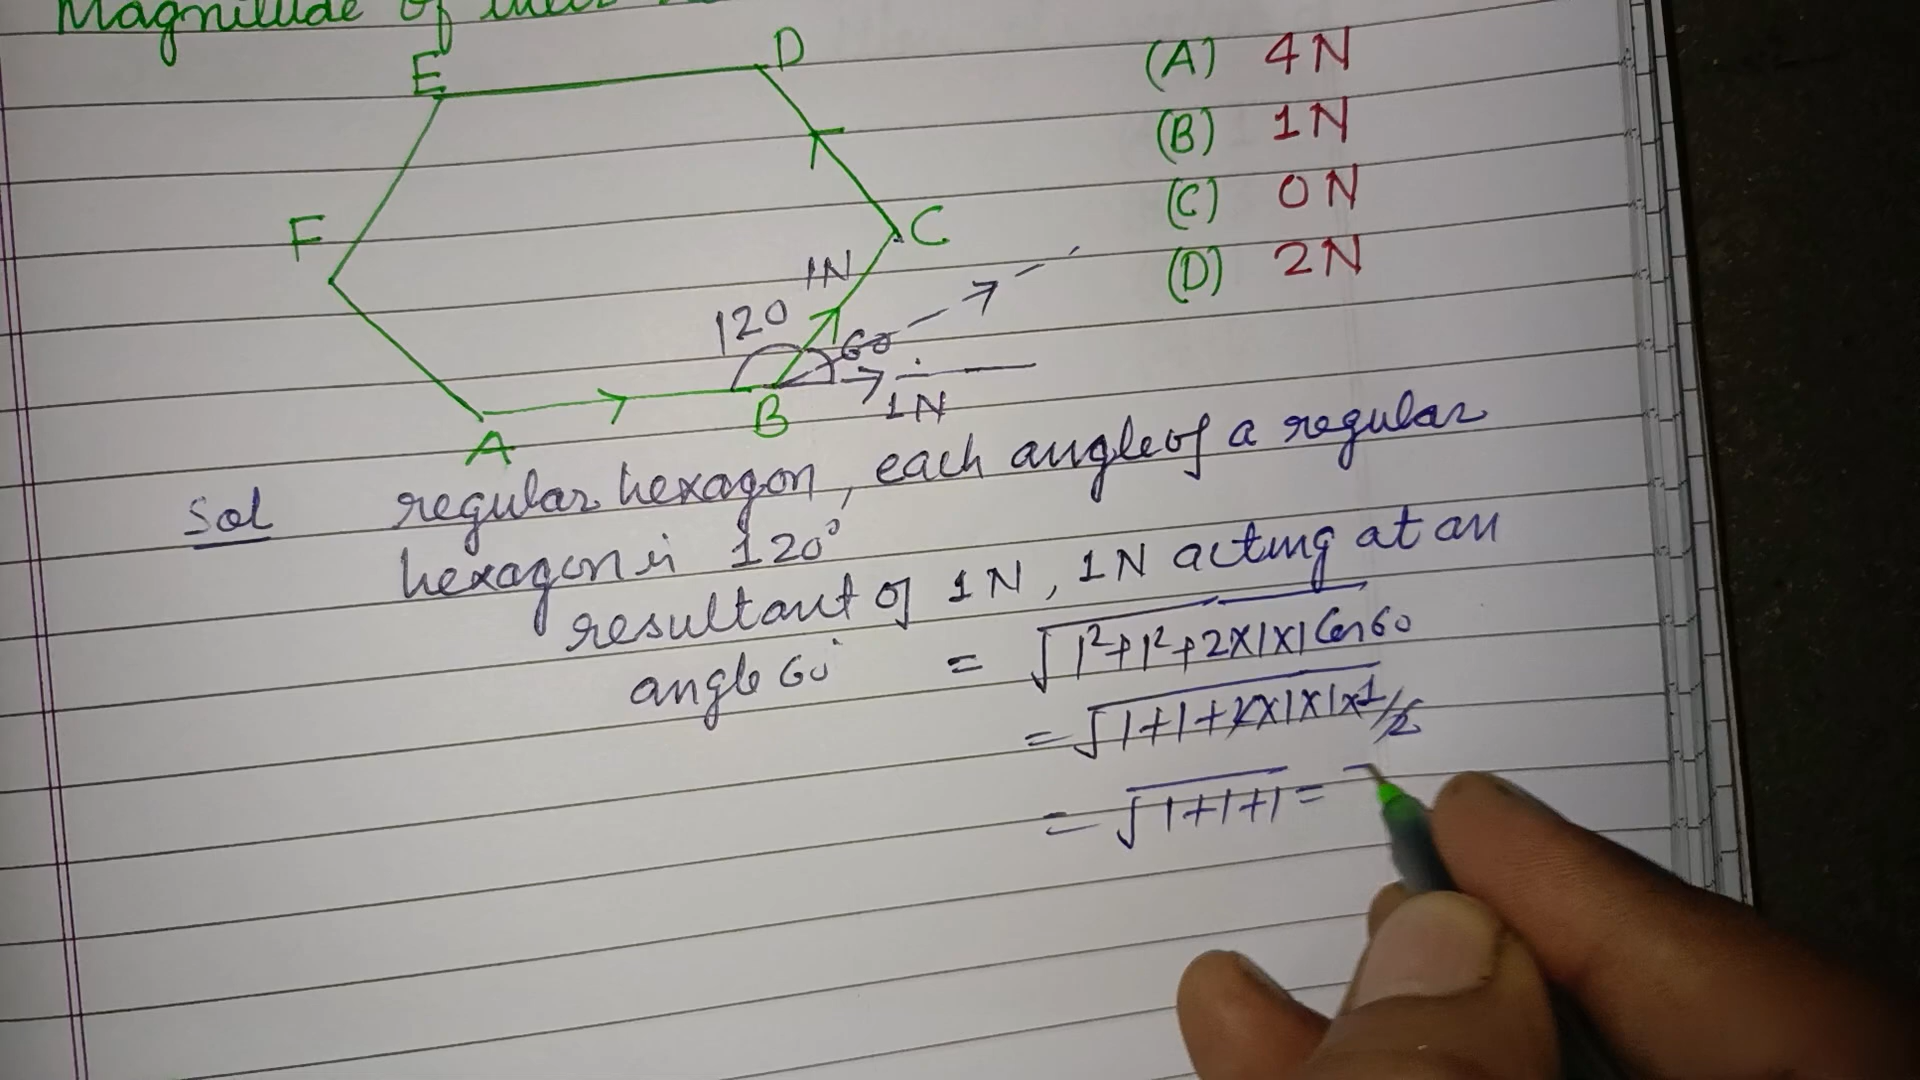 Magnitude of their
E
D
(A) 4N
(B) 1N
(C) 0N
(D) 2N
F
C
1N
120
60
1N
A
B
Sol regular hexagon, each angle of a regular
hexagon is 120°
resultant of 1N, 1N acting at an
angle 60° = √1²+1²+2×1×1 Cos60
= √1+1+2×1×1×1/2
= √1+1+1 =